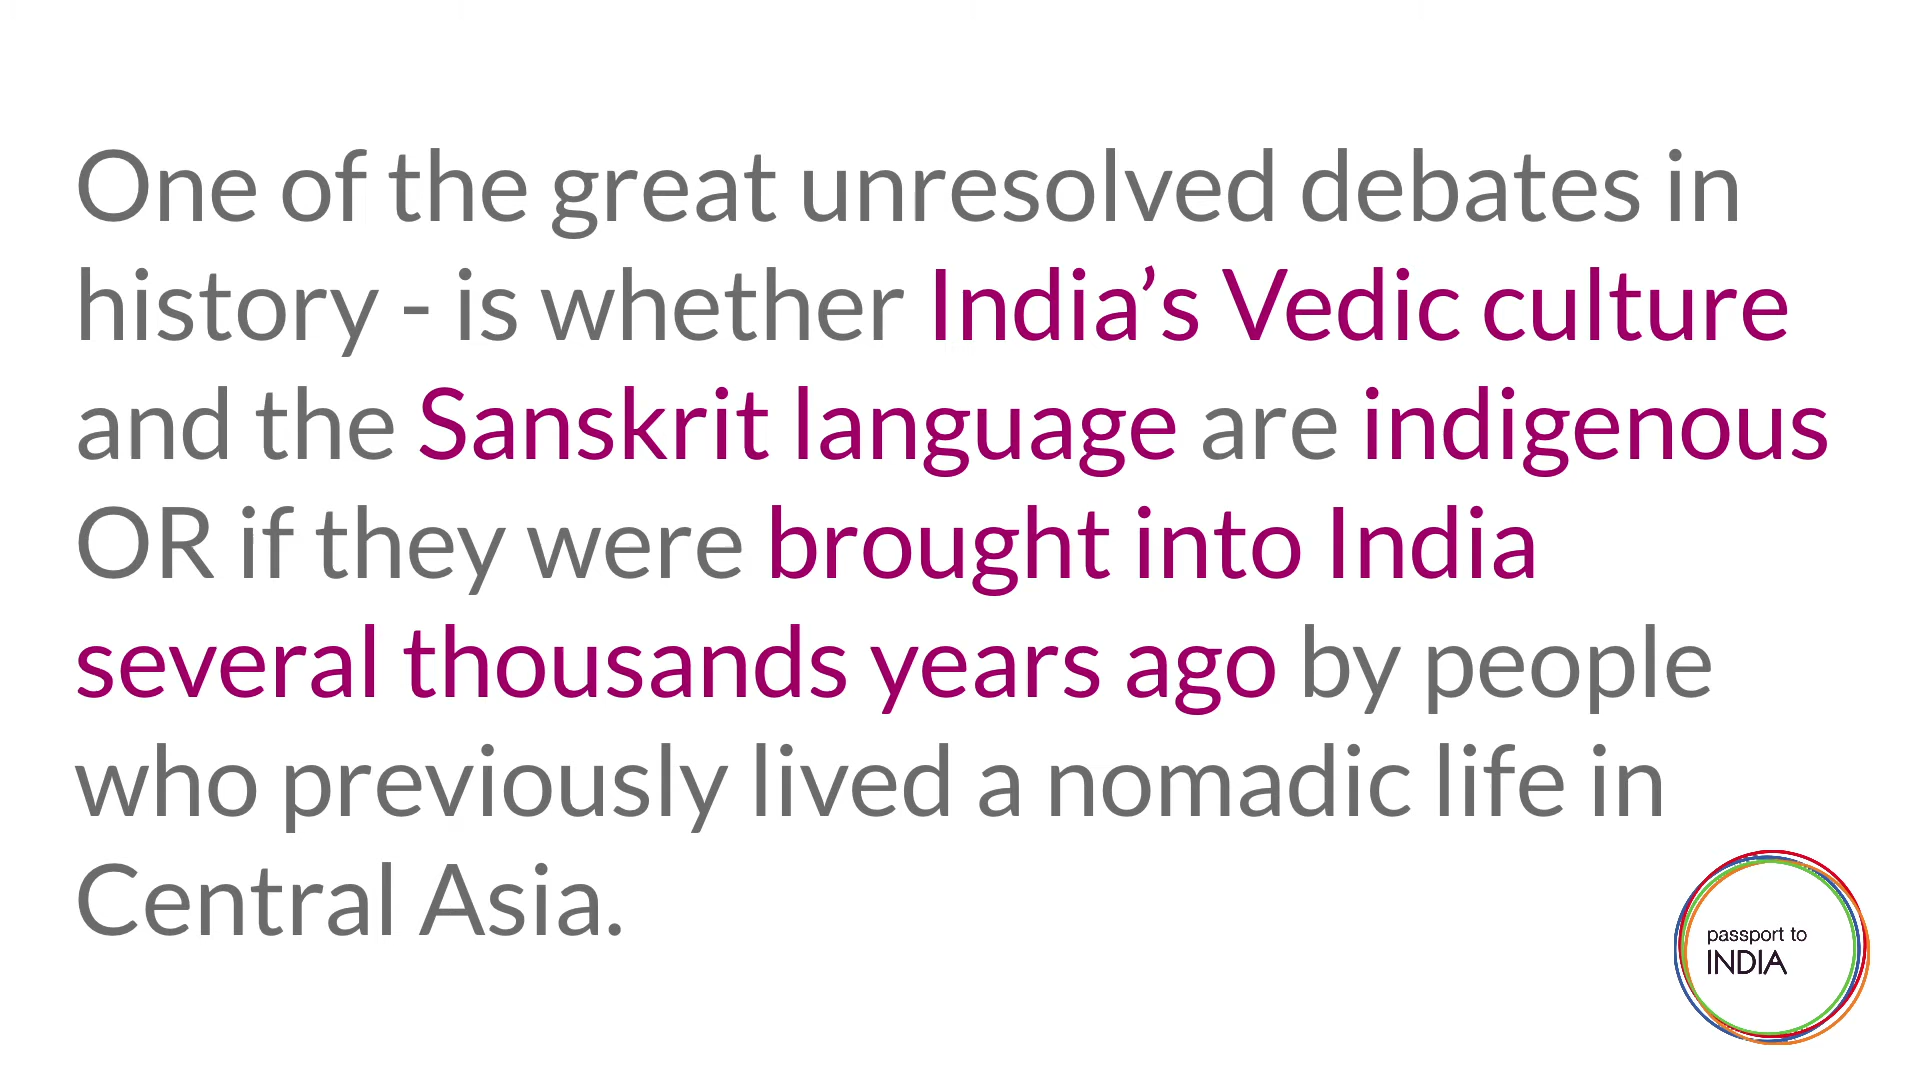 One of the great unresolved debates in
history - is whether India’s Vedic culture
and the Sanskrit language are indigenous
OR if they were brought into India
several thousands years ago by people
who previously lived a nomadic life in
Central Asia.
passport to
INDIA